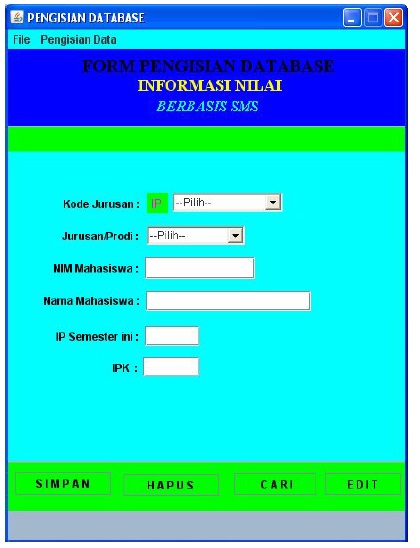 PENGISIAN DATABASE
File Pengisian Data
FORM PENGISIAN DATABASE
INFORMASI NILAI
BERBASIS SMS
Kode Jurusan : IP --Pilih--
Jurusan/Prodi : --Pilih--
NIM Mahasiswa :
Nama Mahasiswa :
IP Semester ini :
IPK :
SIMPAN HAPUS CARI EDIT